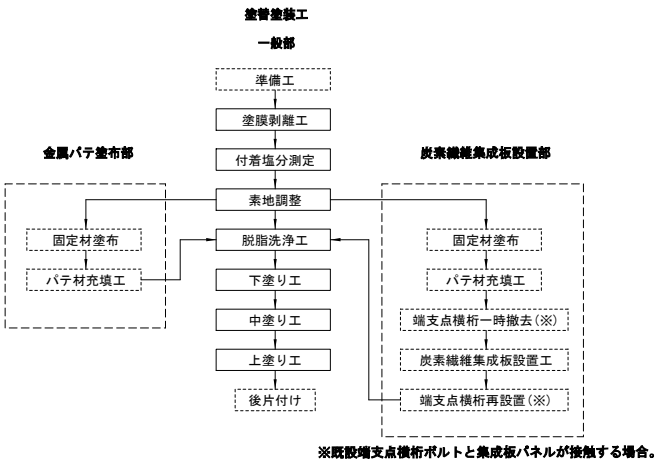 塗替塗装工
一般部
準備工
塗膜剥離工
金属パテ塗布部
付着塩分測定
炭素繊維集成板設置部
素地調整
固定材塗布
脱脂洗浄工
固定材塗布
パテ材充填工
下塗り工
パテ材充填工
中塗り工
端支点横桁一時撤去(※)
上塗り工
炭素繊維集成板設置工
後片付け
端支点横桁再設置(※)
※既設端支点横桁ボルトと集成板パネルが接触する場合。